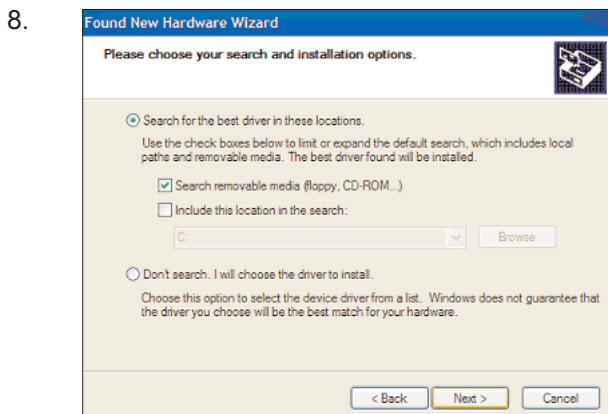 8.
Found New Hardware Wizard
Please choose your search and installation options.
Search for the best driver in these locations.
Use the check boxes below to limit or expand the default search, which includes local
paths and removable media. The best driver found will be installed.
Search removable media (floppy, CD-ROM...)
Include this location in the search:
C:
Browse
Don't search. I will choose the driver to install.
Choose this option to select the device driver from a list. Windows does not guarantee that
the driver you choose will be the best match for your hardware.
< Back Next > Cancel